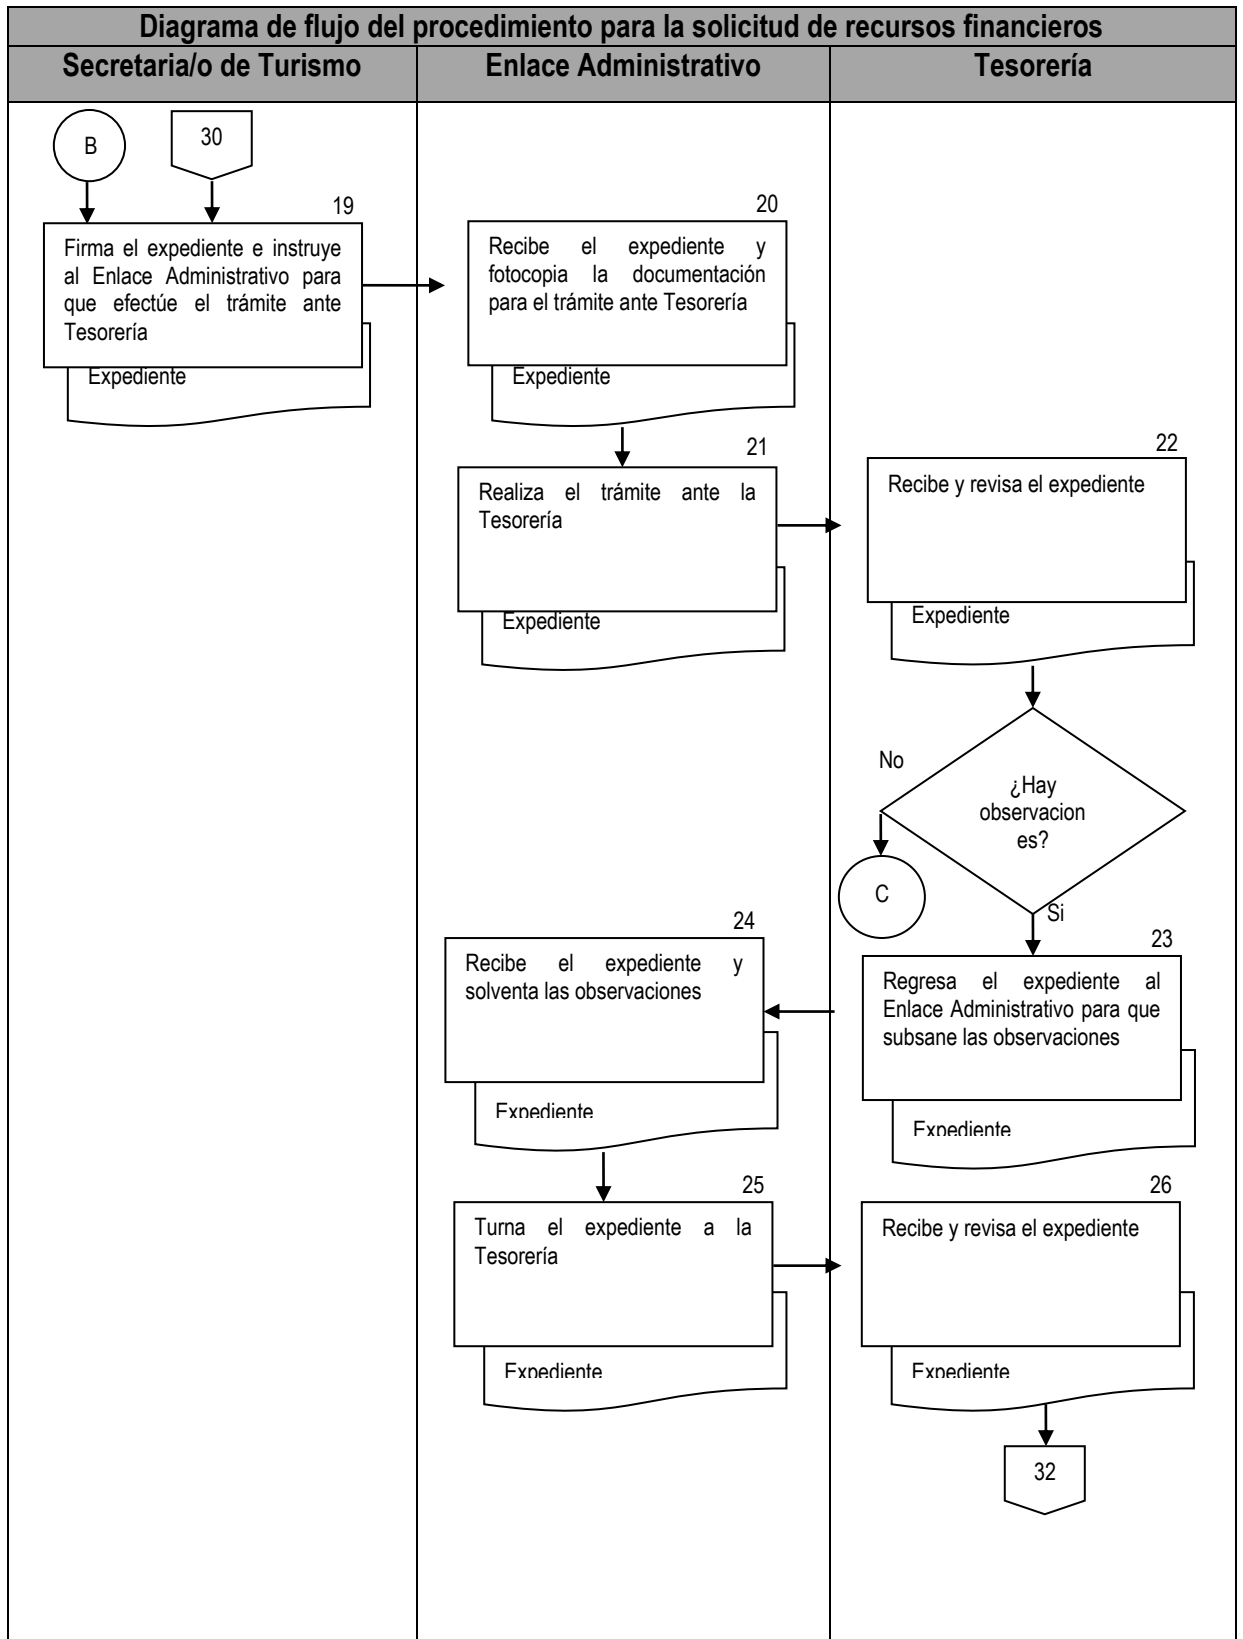 Diagrama de flujo del procedimiento para la solicitud de recursos financieros
Secretaria/o de Turismo
Enlace Administrativo
Tesorería
B
30
19
Firma el expediente e instruye
al Enlace Administrativo para
que efectúe el trámite ante
Tesorería
Expediente
20
Recibe el expediente y
fotocopia la documentación
para el trámite ante Tesorería
Expediente
21
Realiza el trámite ante la
Tesorería
Expediente
22
Recibe y revisa el expediente
Expediente
¿Hay
observacion
es?
No
C
Si
23
Regresa el expediente al
Enlace Administrativo para que
subsane las observaciones
Expediente
24
Recibe el expediente y
solventa las observaciones
Expediente
25
Turna el expediente a la
Tesorería
Expediente
26
Recibe y revisa el expediente
Expediente
32